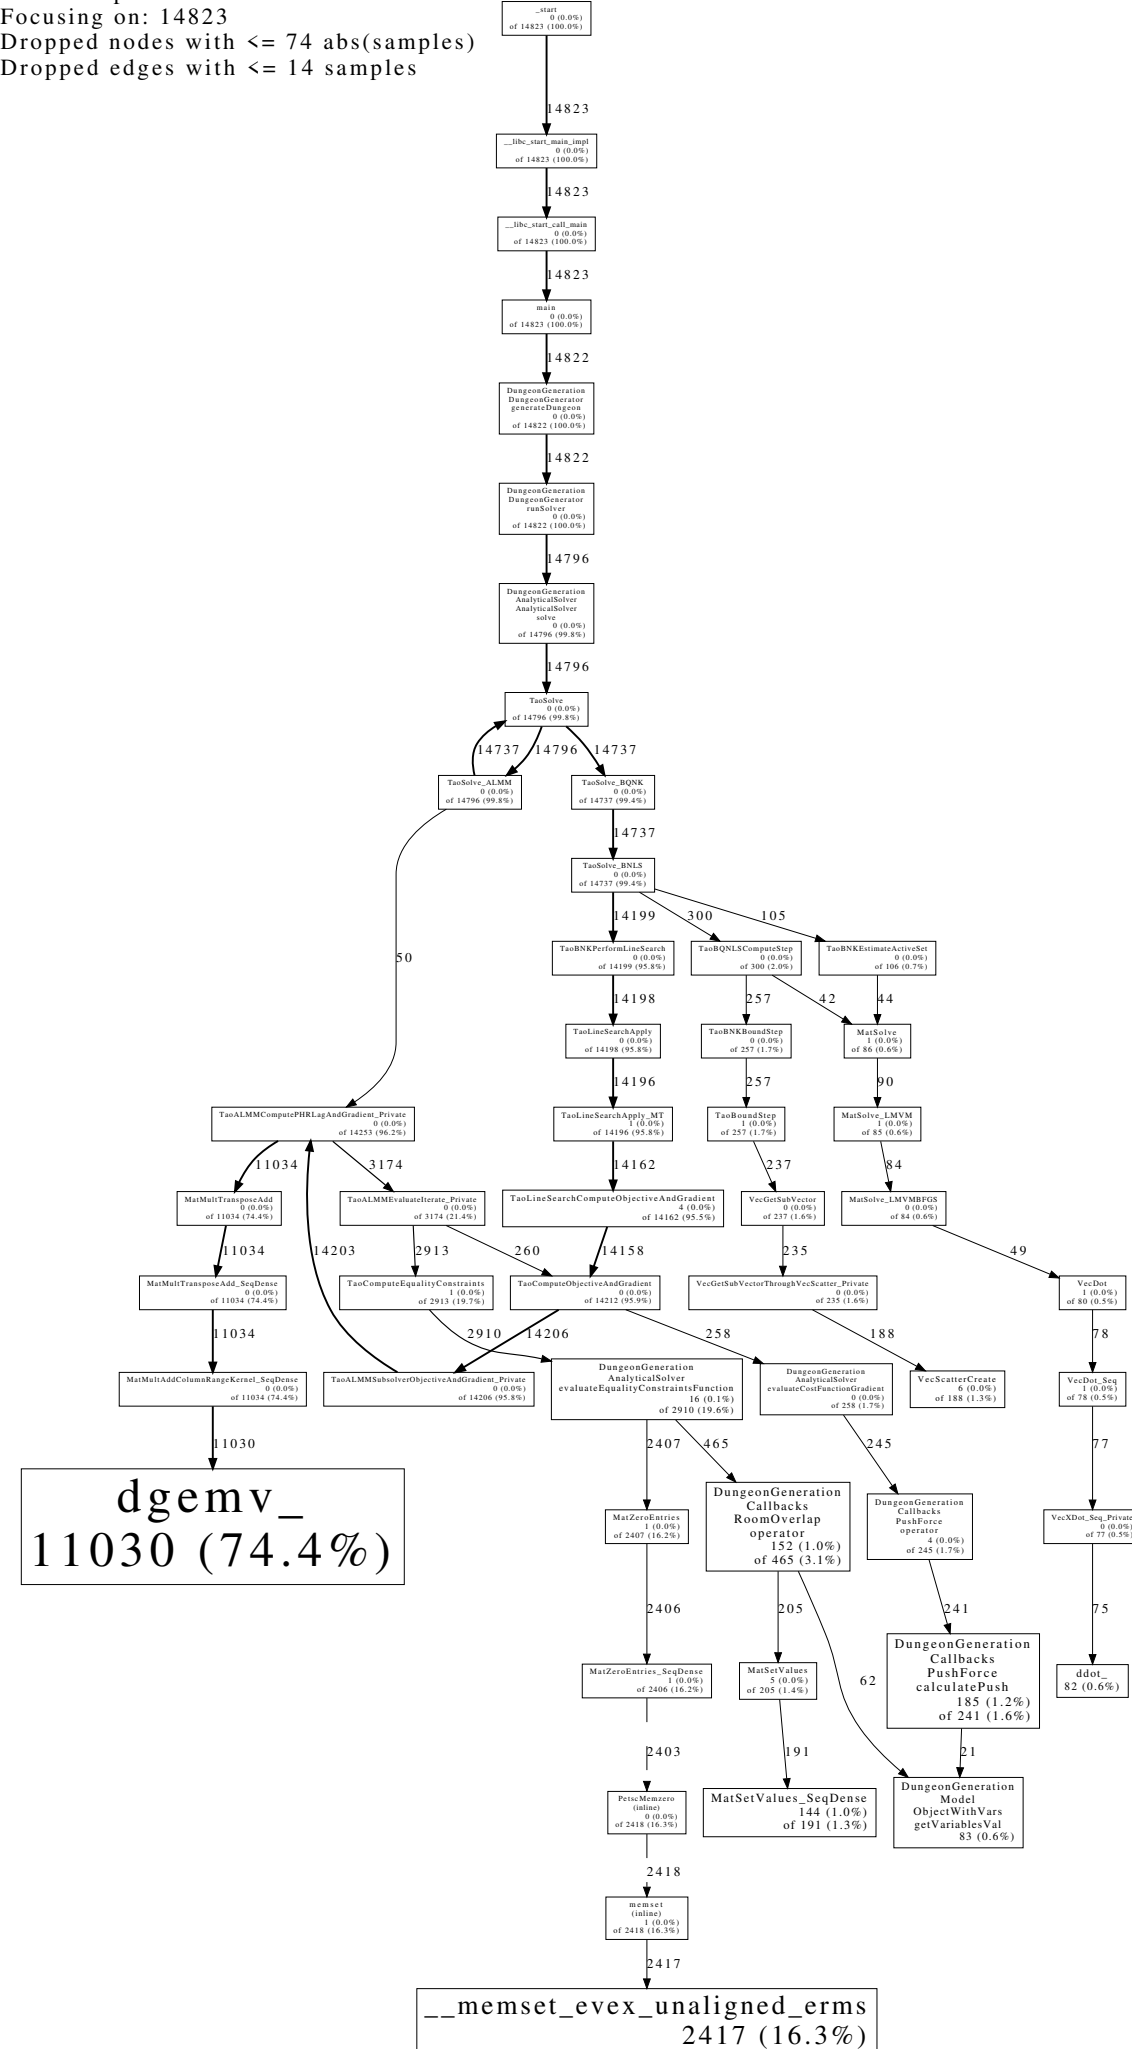 Focusing on: 14823
Dropped nodes with <= 74 abs(samples)
Dropped edges with <= 14 samples
_start
0 (0.0%)
of 14823 (100.0%)
14823
__libc_start_main_impl
0 (0.0%)
of 14823 (100.0%)
14823
__libc_start_call_main
0 (0.0%)
of 14823 (100.0%)
14823
main
0 (0.0%)
of 14823 (100.0%)
14822
DungeonGeneration
DungeonGenerator
generateDungeon
0 (0.0%)
of 14822 (100.0%)
14822
DungeonGeneration
DungeonGenerator
runSolver
0 (0.0%)
of 14822 (100.0%)
14796
DungeonGeneration
AnalyticalSolver
AnalyticalSolver
solve
0 (0.0%)
of 14796 (99.8%)
14796
TaoSolve
0 (0.0%)
of 14796 (99.8%)
14737
14796
14737
TaoSolve_ALMM
0 (0.0%)
of 14796 (99.8%)
TaoSolve_BQNK
0 (0.0%)
of 14737 (99.4%)
14737
TaoSolve_BNLS
0 (0.0%)
of 14737 (99.4%)
14199
300
105
50
TaoBNKPerformLineSearch
0 (0.0%)
of 14199 (95.8%)
TaoBQNLSComputeStep
0 (0.0%)
of 300 (2.0%)
TaoBNKEstimateActiveSet
0 (0.0%)
of 106 (0.7%)
14198
257
42
44
TaoLineSearchApply
0 (0.0%)
of 14198 (95.8%)
TaoBNKBoundStep
0 (0.0%)
of 257 (1.7%)
MatSolve
1 (0.0%)
of 86 (0.6%)
14196
257
90
TaoALMMComputePHRLagAndGradient_Private
0 (0.0%)
of 14253 (96.2%)
TaoLineSearchApply_MT
1 (0.0%)
of 14196 (95.8%)
TaoBoundStep
1 (0.0%)
of 257 (1.7%)
MatSolve_LMVM
1 (0.0%)
of 85 (0.6%)
11034
3174
14162
237
84
MatMultTransposeAdd
0 (0.0%)
of 11034 (74.4%)
TaoALMMEvaluateIterate_Private
0 (0.0%)
of 3174 (21.4%)
TaoLineSearchComputeObjectiveAndGradient
4 (0.0%)
of 14162 (95.5%)
VecGetSubVector
0 (0.0%)
of 237 (1.6%)
MatSolve_LMVMBFGS
0 (0.0%)
of 84 (0.6%)
11034
14203
2913
260
14158
235
49
MatMultTransposeAdd_SeqDense
0 (0.0%)
of 11034 (74.4%)
TaoComputeEqualityConstraints
1 (0.0%)
of 2913 (19.7%)
TaoComputeObjectiveAndGradient
0 (0.0%)
of 14212 (95.9%)
VecGetSubVectorThroughVecScatter_Private
0 (0.0%)
of 235 (1.6%)
VecDot
1 (0.0%)
of 80 (0.5%)
11034
2910
14206
258
188
78
MatMultAddColumnRangeKernel_SeqDense
0 (0.0%)
of 11034 (74.4%)
TaoALMMSubsolverObjectiveAndGradient_Private
0 (0.0%)
of 14206 (95.8%)
DungeonGeneration
AnalyticalSolver
evaluateEqualityConstraintsFunction
16 (0.1%)
of 2910 (19.6%)
DungeonGeneration
AnalyticalSolver
evaluateCostFunctionGradient
0 (0.0%)
of 258 (1.7%)
VecScatterCreate
6 (0.0%)
of 188 (1.3%)
VecDot_Seq
1 (0.0%)
of 78 (0.5%)
11030
2407
465
245
77
dgemv_
11030 (74.4%)
MatZeroEntries
1 (0.0%)
of 2407 (16.2%)
DungeonGeneration
Callbacks
RoomOverlap
operator
152 (1.0%)
of 465 (3.1%)
DungeonGeneration
Callbacks
PushForce
operator
4 (0.0%)
of 245 (1.7%)
VecXDot_Seq_Private
0 (0.0%)
of 77 (0.5%)
2406
205
62
241
75
MatZeroEntries_SeqDense
1 (0.0%)
of 2406 (16.2%)
MatSetValues
5 (0.0%)
of 205 (1.4%)
DungeonGeneration
Callbacks
PushForce
calculatePush
185 (1.2%)
of 241 (1.6%)
ddot_
82 (0.6%)
2403
191
21
PetscMemzero
(inline)
0 (0.0%)
of 2418 (16.3%)
MatSetValues_SeqDense
144 (1.0%)
of 191 (1.3%)
DungeonGeneration
Model
ObjectWithVars
getVariablesVal
83 (0.6%)
2418
memset
(inline)
1 (0.0%)
of 2418 (16.3%)
2417
__memset_evex_unaligned_erms
2417 (16.3%)